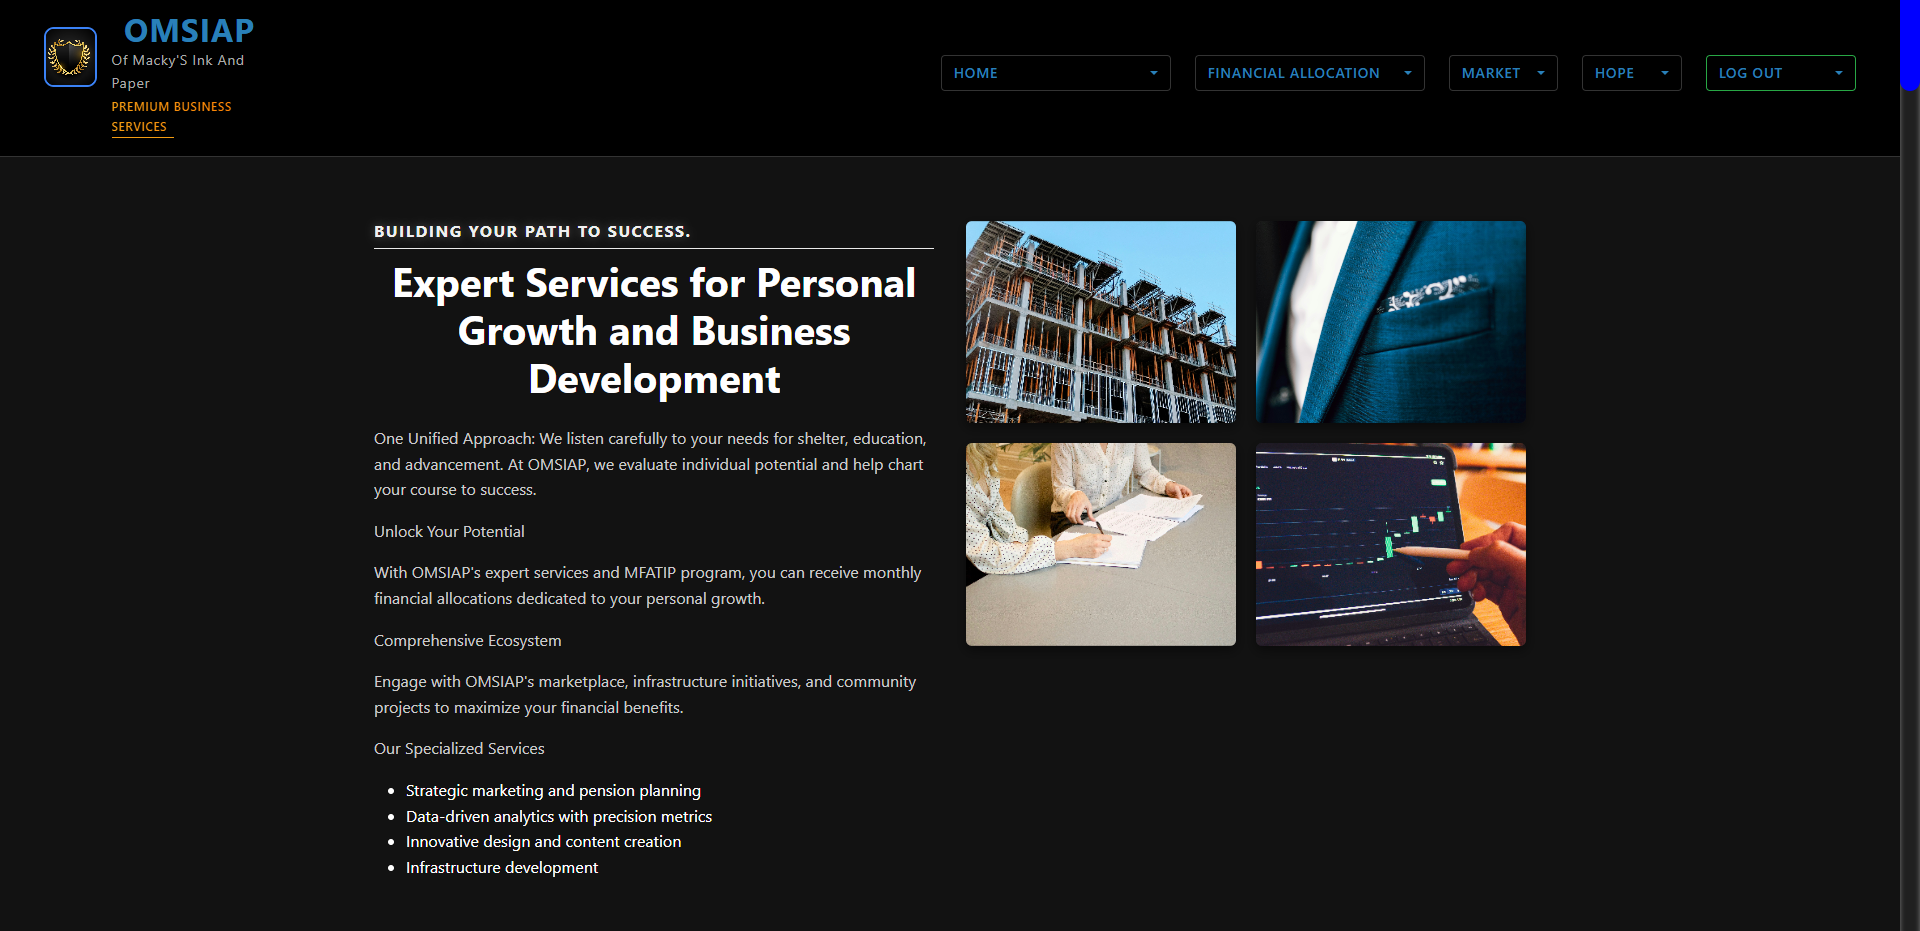 OMSIAP
Of Macky'S Ink And
Paper
PREMIUM BUSINESS
SERVICES
HOME
FINANCIAL ALLOCATION
MARKET
HOPE
LOG OUT
BUILDING YOUR PATH TO SUCCESS.
Expert Services for Personal
Growth and Business
Development
One Unified Approach: We listen carefully to your needs for shelter, education,
and advancement. At OMSIAP, we evaluate individual potential and help chart
your course to success.
Unlock Your Potential
With OMSIAP's expert services and MFATIP program, you can receive monthly
financial allocations dedicated to your personal growth.
Comprehensive Ecosystem
Engage with OMSIAP's marketplace, infrastructure initiatives, and community
projects to maximize your financial benefits.
Our Specialized Services
Strategic marketing and pension planning
Data-driven analytics with precision metrics
Innovative design and content creation
Infrastructure development